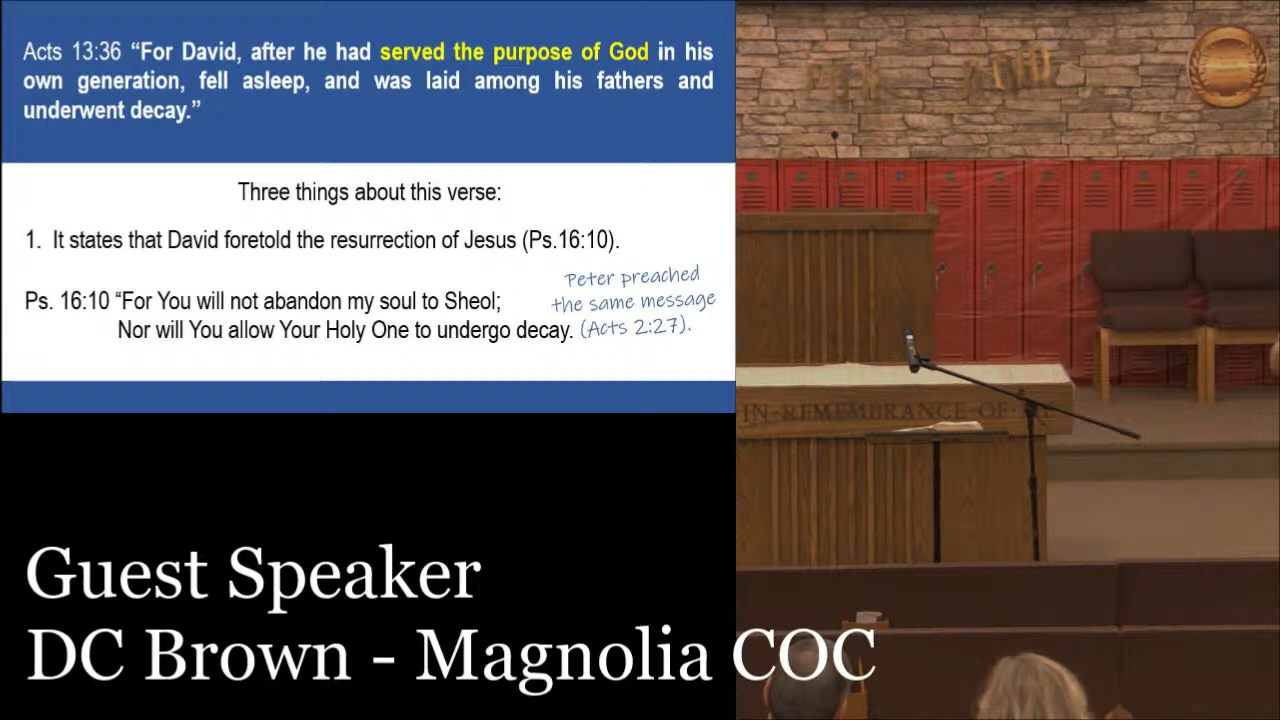 Acts 13:36 “For David, after he had served the purpose of God in his
own generation, fell asleep, and was laid among his fathers and
underwent decay.”
Three things about this verse:
1. It states that David foretold the resurrection of Jesus (Ps.16:10).
Peter preached
the same message
(Acts 2:27).
Ps. 16:10 “For You will not abandon my soul to Sheol;
Nor will You allow Your Holy One to undergo decay.
IN REMEMBRANCE OF ME
Guest Speaker
DC Brown - Magnolia COC